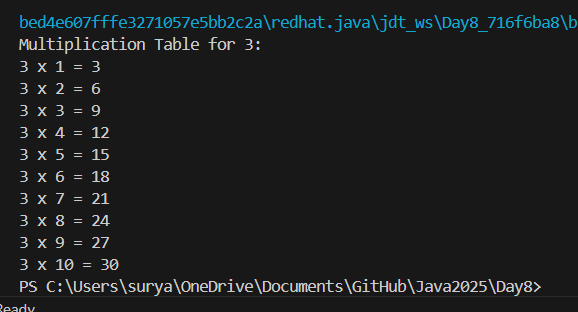 bed4e607fffe3271057e5bb2c2a\redhat.java\jdt_ws\Day8_716f6ba8\b
Multiplication Table for 3:
3 x 1 = 3
3 x 2 = 6
3 x 3 = 9
3 x 4 = 12
3 x 5 = 15
3 x 6 = 18
3 x 7 = 21
3 x 8 = 24
3 x 9 = 27
3 x 10 = 30
PS C:\Users\surya\OneDrive\Documents\GitHub\Java2025\Day8>
Ready